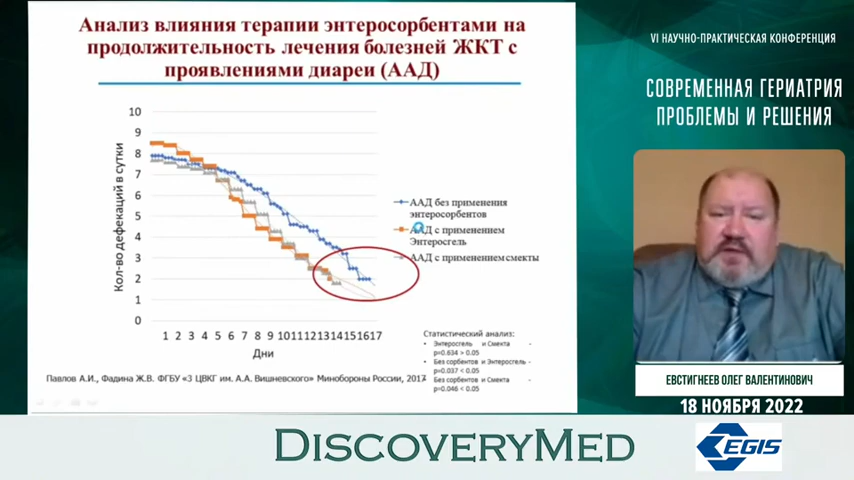 Анализ влияния терапии энтеросорбентами на
продолжительность лечения болезней ЖКТ с
проявлениями диареи (ААД)
Кол-во дефекаций в сутки
10
9
8
7
6
5
4
3
2
1
0
1 2 3 4 5 6 7 8 9 10 11 12 13 14 15 16 17
Дни
ААД без применения
энтеросорбентов
ААД с применением
Энтеросгель
ААД с применением смекты
Статистический анализ:
• Энтеросгель и Смекта -
p=0.634 > 0.05
• Без сорбентов и Энтеросгель -
p=0.037 < 0.05
• Без сорбентов и Смекта -
p=0.046 < 0.05
Павлов А.И., Фадина Ж.В. ФГБУ «3 ЦВКГ им. А.А. Вишневского» Минобороны России, 2017
VI НАУЧНО-ПРАКТИЧЕСКАЯ КОНФЕРЕНЦИЯ
СОВРЕМЕННАЯ ГЕРИАТРИЯ
ПРОБЛЕМЫ И РЕШЕНИЯ
ЕВСТИГНЕЕВ ОЛЕГ ВАЛЕНТИНОВИЧ
18 НОЯБРЯ 2022
DISCOVERYMED
EGIS